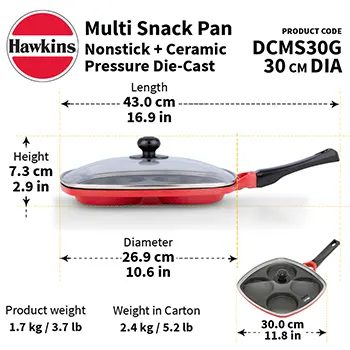 Hawkins
Multi Snack Pan
Nonstick + Ceramic
Pressure Die-Cast
PRODUCT CODE
DCMS30G
30 CM DIA
Length
43.0 cm
16.9 in
Height
7.3 cm
2.9 in
Diameter
26.9 cm
10.6 in
Product weight
1.7 kg / 3.7 lb
Weight in Carton
2.4 kg / 5.2 lb
30.0 cm
11.8 in